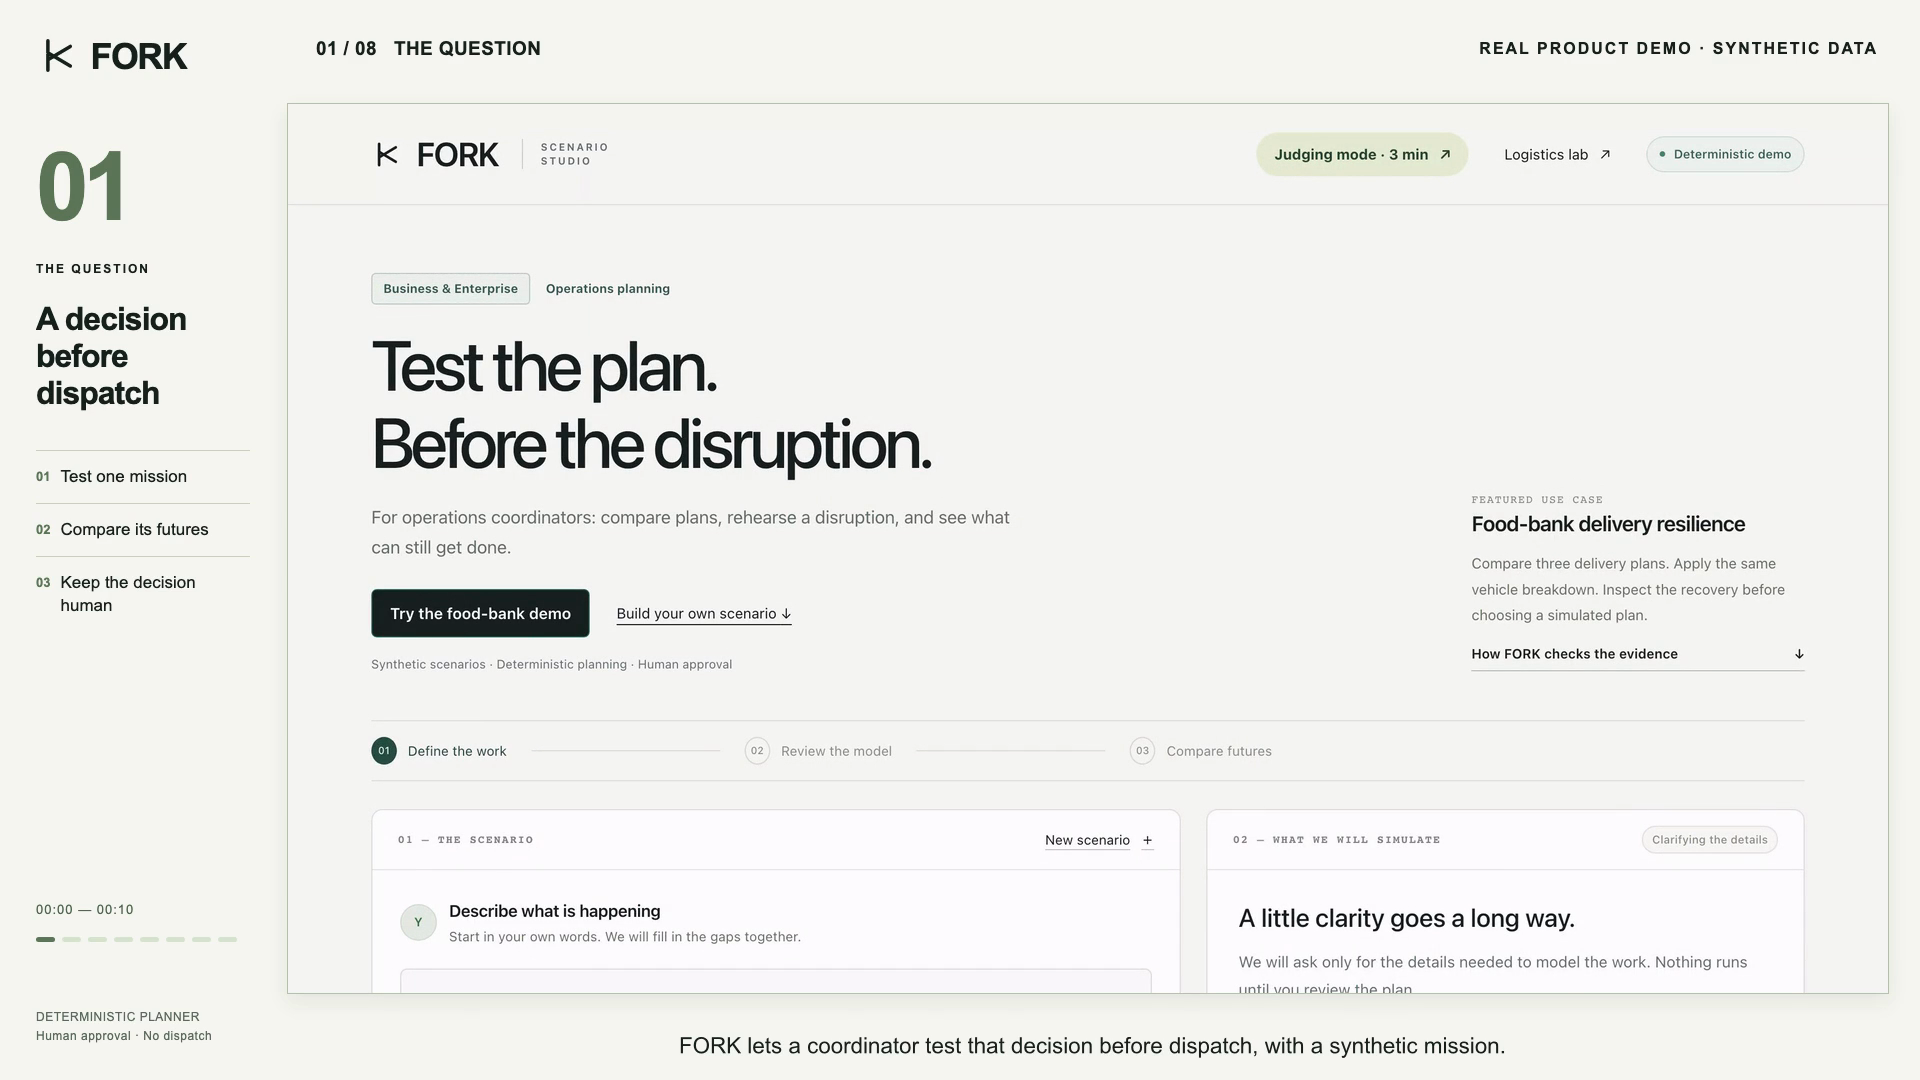 FORK
01 / 08 THE QUESTION
REAL PRODUCT DEMO · SYNTHETIC DATA
01
THE QUESTION
A decision
before
dispatch
01 Test one mission
02 Compare its futures
03 Keep the decision
human
00:00 — 00:10
DETERMINISTIC PLANNER
Human approval · No dispatch
FORK
SCENARIO
STUDIO
Judging mode · 3 min ↗
Logistics lab ↗
• Deterministic demo
Business & Enterprise
Operations planning
Test the plan.
Before the disruption.
For operations coordinators: compare plans, rehearse a disruption, and see what
can still get done.
Try the food-bank demo
Build your own scenario ↓
Synthetic scenarios · Deterministic planning · Human approval
FEATURED USE CASE
Food-bank delivery resilience
Compare three delivery plans. Apply the same
vehicle breakdown. Inspect the recovery before
choosing a simulated plan.
How FORK checks the evidence ↓
01 Define the work
02 Review the model
03 Compare futures
01 — THE SCENARIO
New scenario +
Y
Describe what is happening
Start in your own words. We will fill in the gaps together.
02 — WHAT WE WILL SIMULATE
Clarifying the details
A little clarity goes a long way.
We will ask only for the details needed to model the work. Nothing runs
until you review the plan
FORK lets a coordinator test that decision before dispatch, with a synthetic mission.